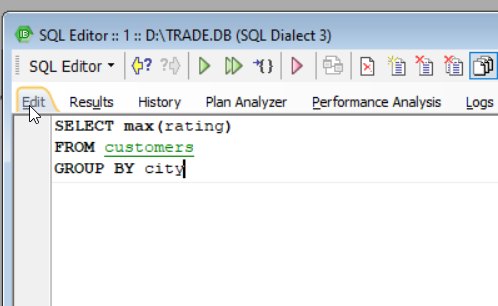 SQL Editor :: 1 :: D:\TRADE.DB (SQL Dialect 3)
SQL Editor
Edit Results History Plan Analyzer Performance Analysis Logs
SELECT max(rating)
FROM customers
GROUP BY city